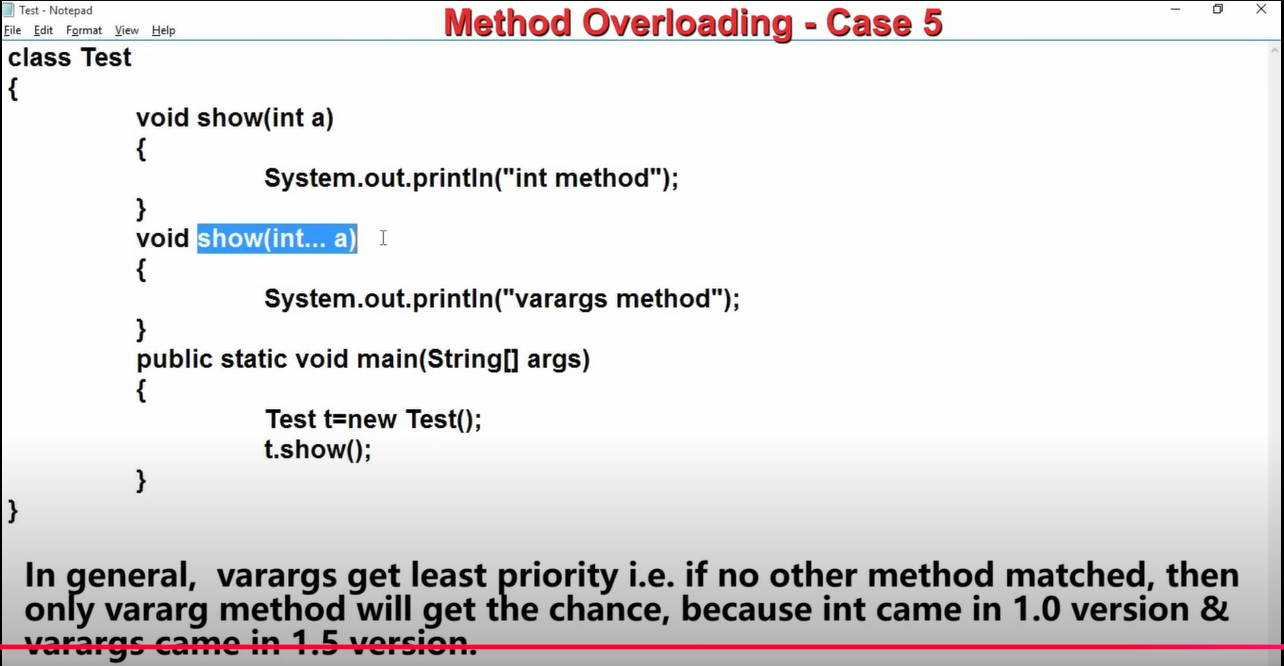 Test - Notepad
Method Overloading - Case 5
File Edit Format View Help
class Test
{
void show(int a)
{
System.out.println("int method");
}
void show(int... a)
{
System.out.println("varargs method");
}
public static void main(String[] args)
{
Test t=new Test();
t.show();
}
}
In general, varargs get least priority i.e. if no other method matched, then
only vararg method will get the chance, because int came in 1.0 version &
varargs came in 1.5 version.